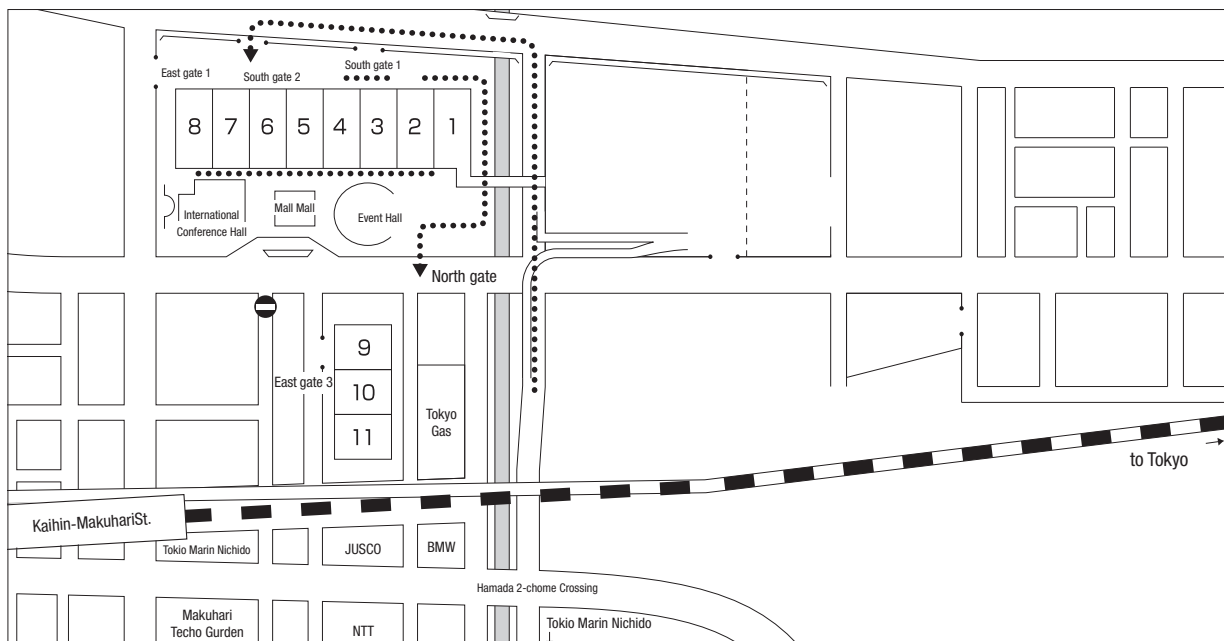 East gate 1
South gate 2
South gate 1
8 7 6 5 4 3 2 1
International
Conference Hall
Mall Mall
Event Hall
North gate
9
East gate 3
10
11
Tokyo
Gas
to Tokyo
Kaihin-MakuhariSt.
Tokio Marin Nichido
JUSCO
BMW
Hamada 2-chome Crossing
Makuhari
Techo Gurden
NTT
Tokio Marin Nichido